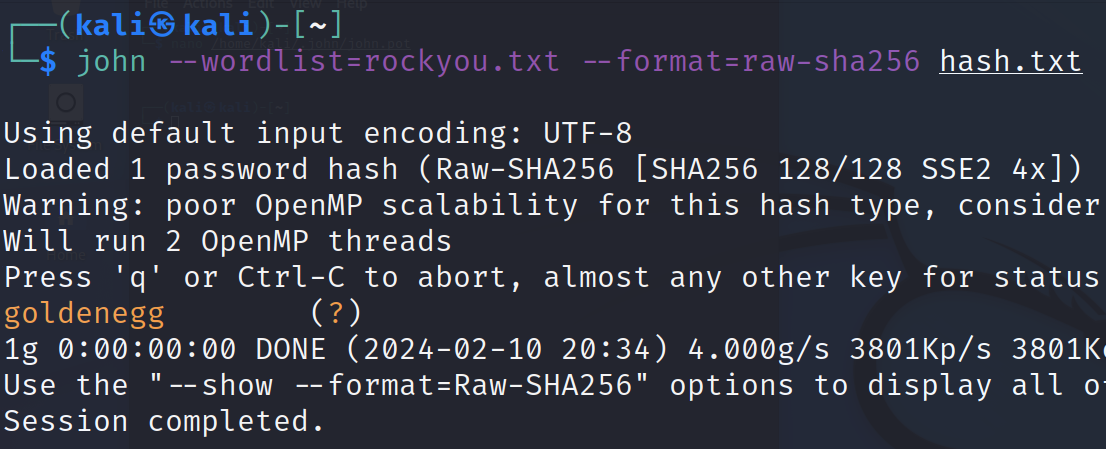 ┌──(kali㉿kali)-[~]
└─$ john --wordlist=rockyou.txt --format=raw-sha256 hash.txt
Using default input encoding: UTF-8
Loaded 1 password hash (Raw-SHA256 [SHA256 128/128 SSE2 4x])
Warning: poor OpenMP scalability for this hash type, consider
Will run 2 OpenMP threads
Press 'q' or Ctrl-C to abort, almost any other key for status
goldenegg (?)
1g 0:00:00:00 DONE (2024-02-10 20:34) 4.000g/s 3801Kp/s 3801K
Use the "--show --format=Raw-SHA256" options to display all
Session completed.